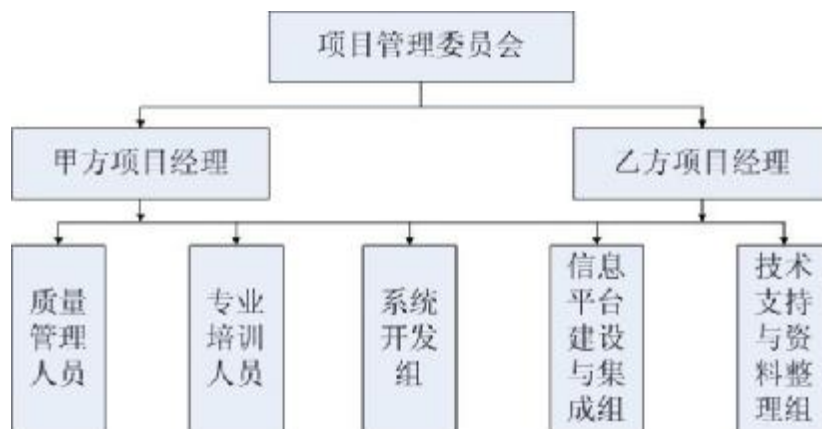 项目管理委员会
甲方项目经理
乙方项目经理
质量
管理
人员
专业
培训
人员
系统
开发
组
信息
平台
建设
与集
成组
技术
支持
与资
料整
理组